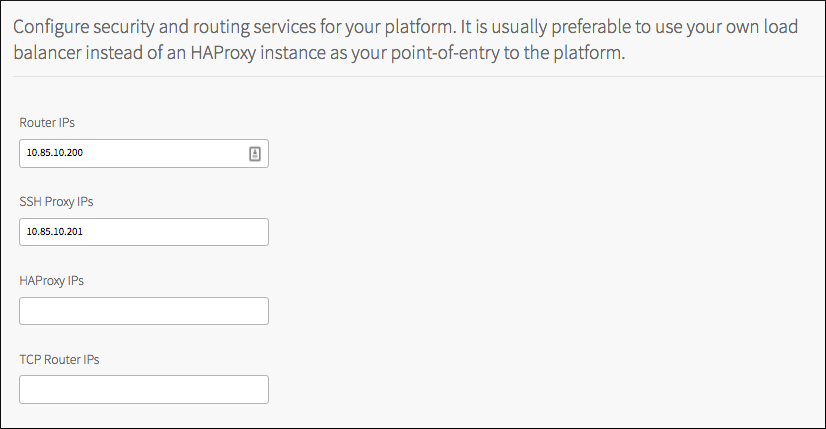 Configure security and routing services for your platform. It is usually preferable to use your own load
balancer instead of an HAProxy instance as your point-of-entry to the platform.
Router IPs
10.85.10.200
SSH Proxy IPs
10.85.10.201
HAProxy IPs
TCP Router IPs